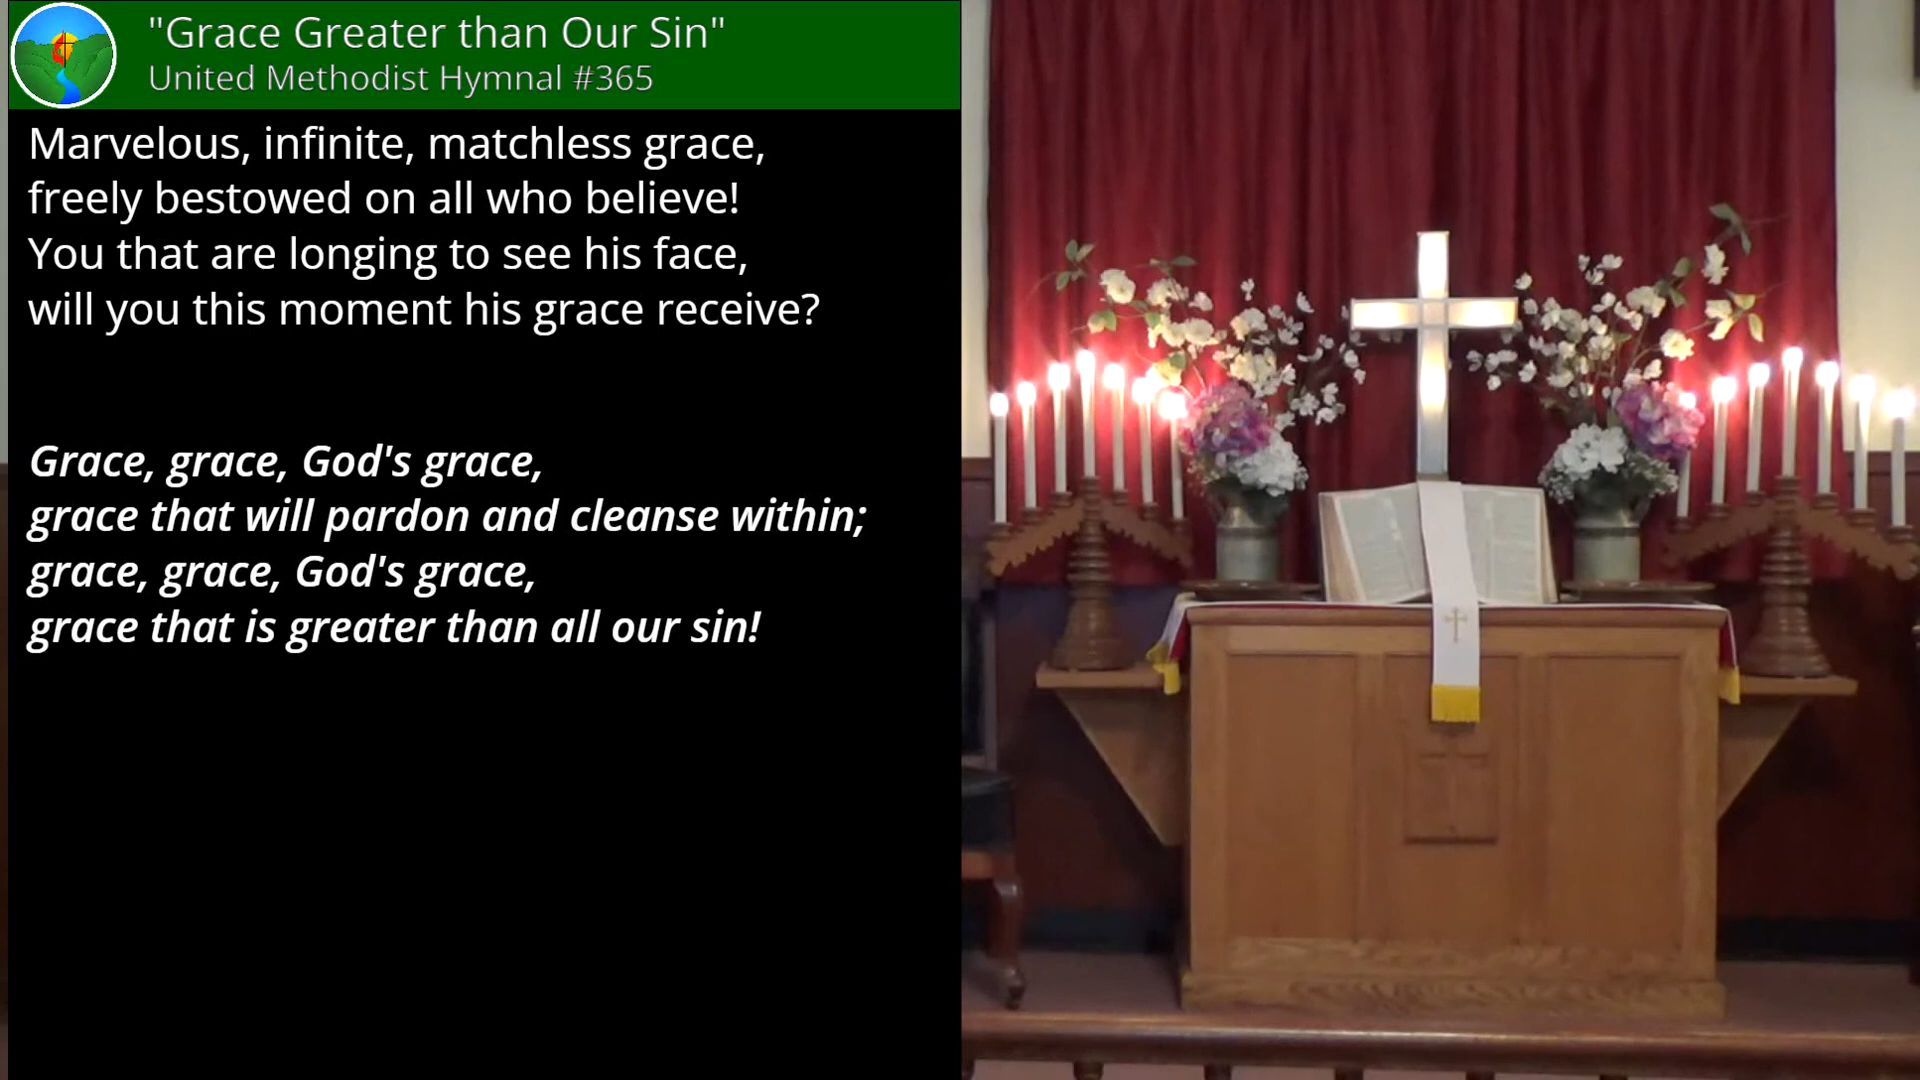 "Grace Greater than Our Sin"
United Methodist Hymnal #365
Marvelous, infinite, matchless grace,
freely bestowed on all who believe!
You that are longing to see his face,
will you this moment his grace receive?
Grace, grace, God's grace,
grace that will pardon and cleanse within;
grace, grace, God's grace,
grace that is greater than all our sin!